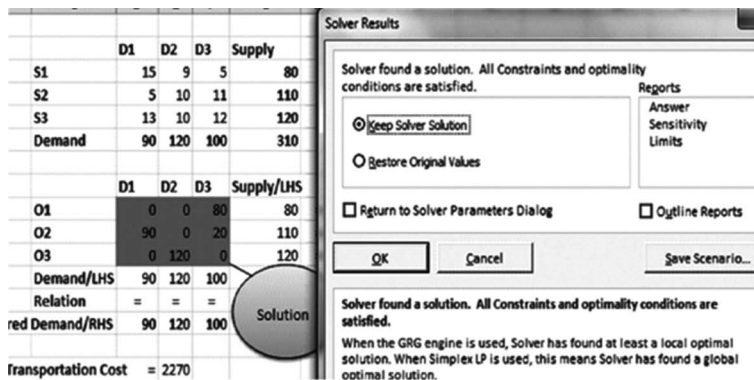 D1 D2 D3 Supply
S1 15 9 5 80
S2 5 10 11 110
S3 13 10 12 120
Demand 90 120 100 310
D1 D2 D3 Supply/LHS
O1 0 0 80 80
O2 90 0 20 110
O3 0 120 0 120
Demand/LHS 90 120 100
Relation = = =
red Demand/RHS 90 120 100
Transportation Cost = 2270
Solution
Solver Results
Solver found a solution. All Constraints and optimality
conditions are satisfied.
Keep Solver Solution
Restore Original Values
Reports
Answer
Sensitivity
Limits
Return to Solver Parameters Dialog
Outline Reports
OK
Cancel
Save Scenario...
Solver found a solution. All Constraints and optimality conditions are
satisfied.
When the GRG engine is used, Solver has found at least a local optimal
solution. When Simplex LP is used, this means Solver has found a global
optimal solution.